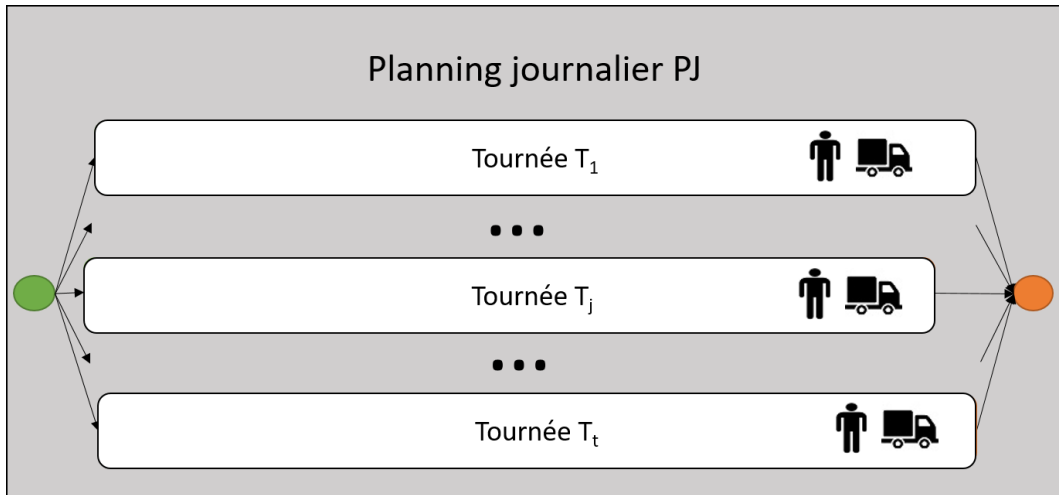 Planning journalier PJ
Tournée T₁
...
Tournée Tⱼ
...
Tournée Tₜ